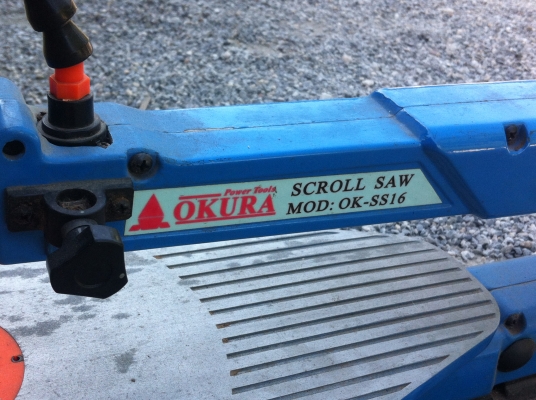 Power Tools
OKURA
SCROLL SAW
MOD: OK-SS16